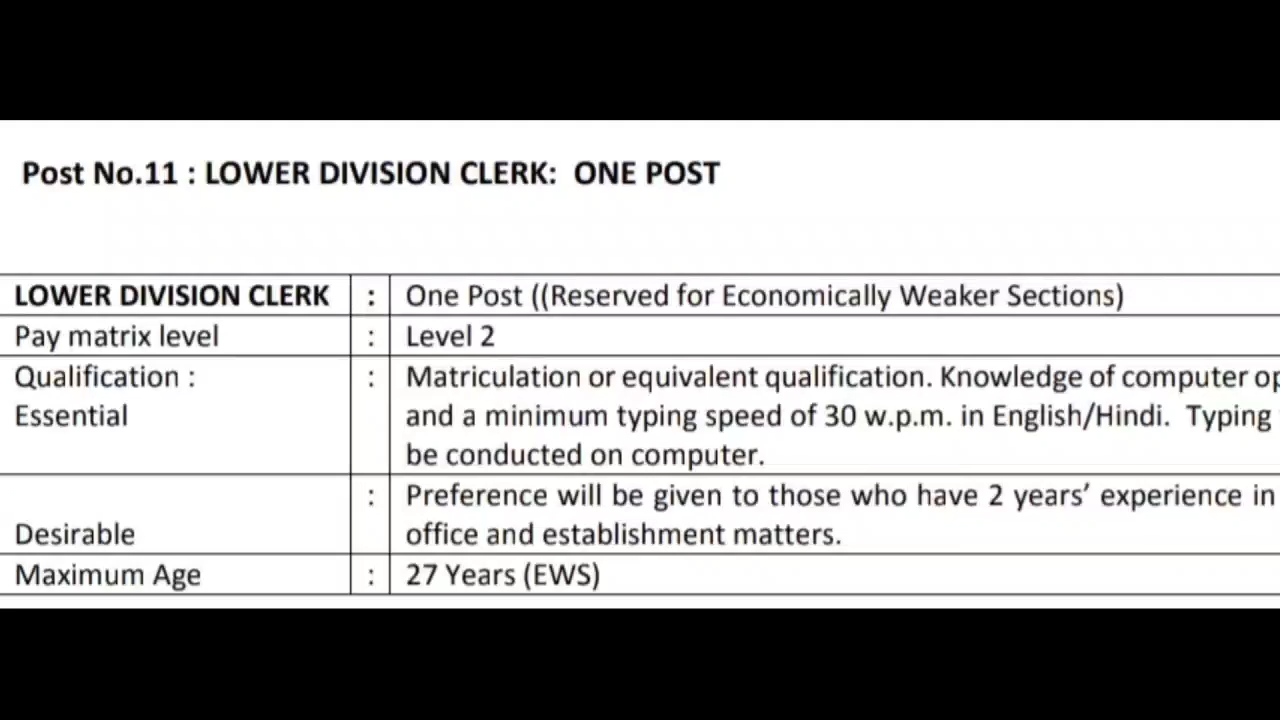 Post No.11 : LOWER DIVISION CLERK: ONE POST
LOWER DIVISION CLERK : One Post ((Reserved for Economically Weaker Sections)
Pay matrix level : Level 2
Qualification : : Matriculation or equivalent qualification. Knowledge of computer
Essential and a minimum typing speed of 30 w.p.m. in English/Hindi. Typing
be conducted on computer.
: Preference will be given to those who have 2 years’ experience in
Desirable office and establishment matters.
Maximum Age : 27 Years (EWS)